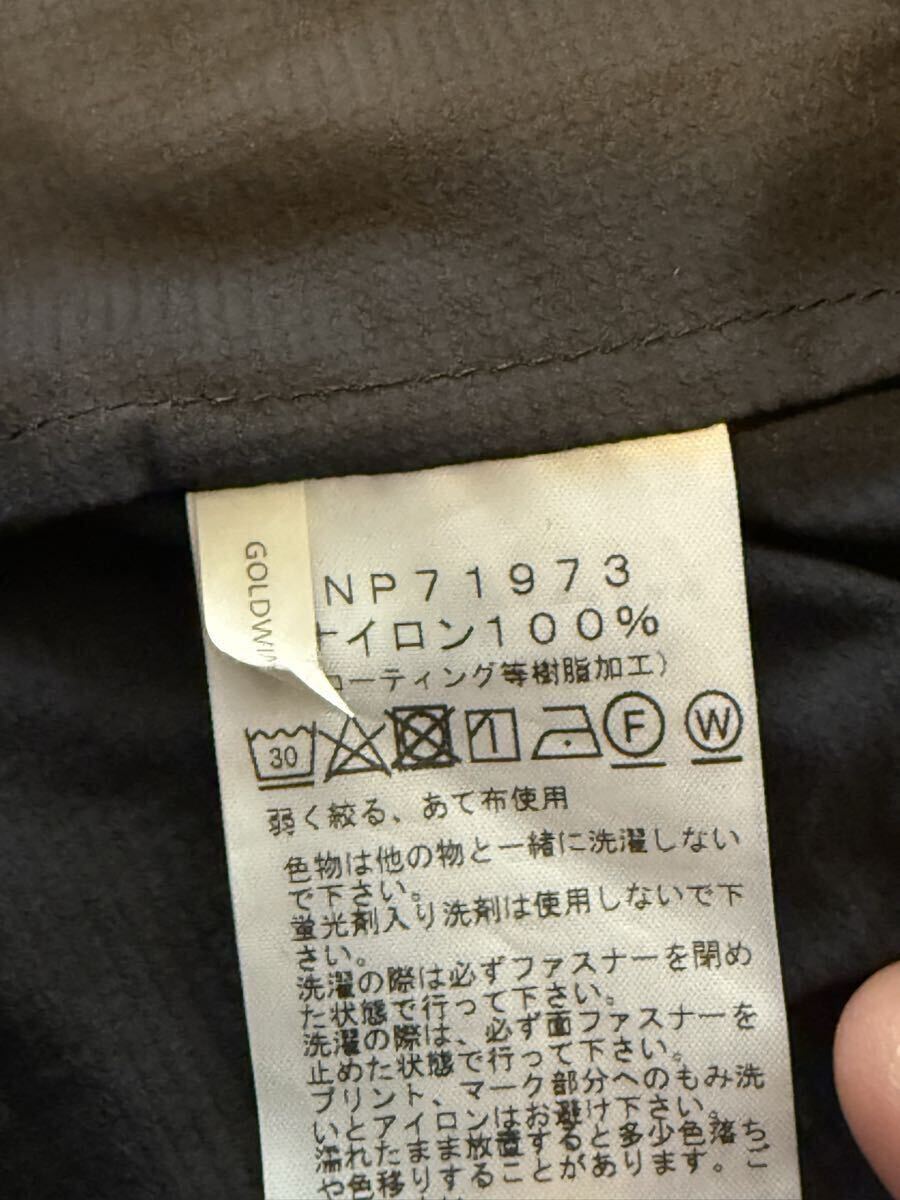 GOLDWIN
NP71973
ナイロン100%
コーティング等樹脂加工)
30 F W
弱く絞る、あて布使用
色物は他の物と一緒に洗濯しない
で下さい。
蛍光剤入り洗剤は使用しないで下
さい。
洗濯の際は必ずファスナーを閉め
た状態で行って下さい。
洗濯の際は、必ず面ファスナーを
止めた状態で行って下さい。
プリント、マーク部分へのもみ洗
いとアイロンはお避け下さい。
濡れたまま放置すると多少色落ち
や色移りすることがあります。ご